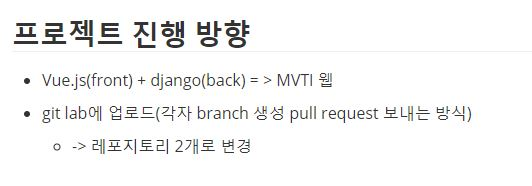 프로젝트 진행 방향
Vue.js(front) + django(back) = > MVTI 웹
git lab에 업로드(각자 branch 생성 pull request 보내는 방식)
-> 레포지토리 2개로 변경